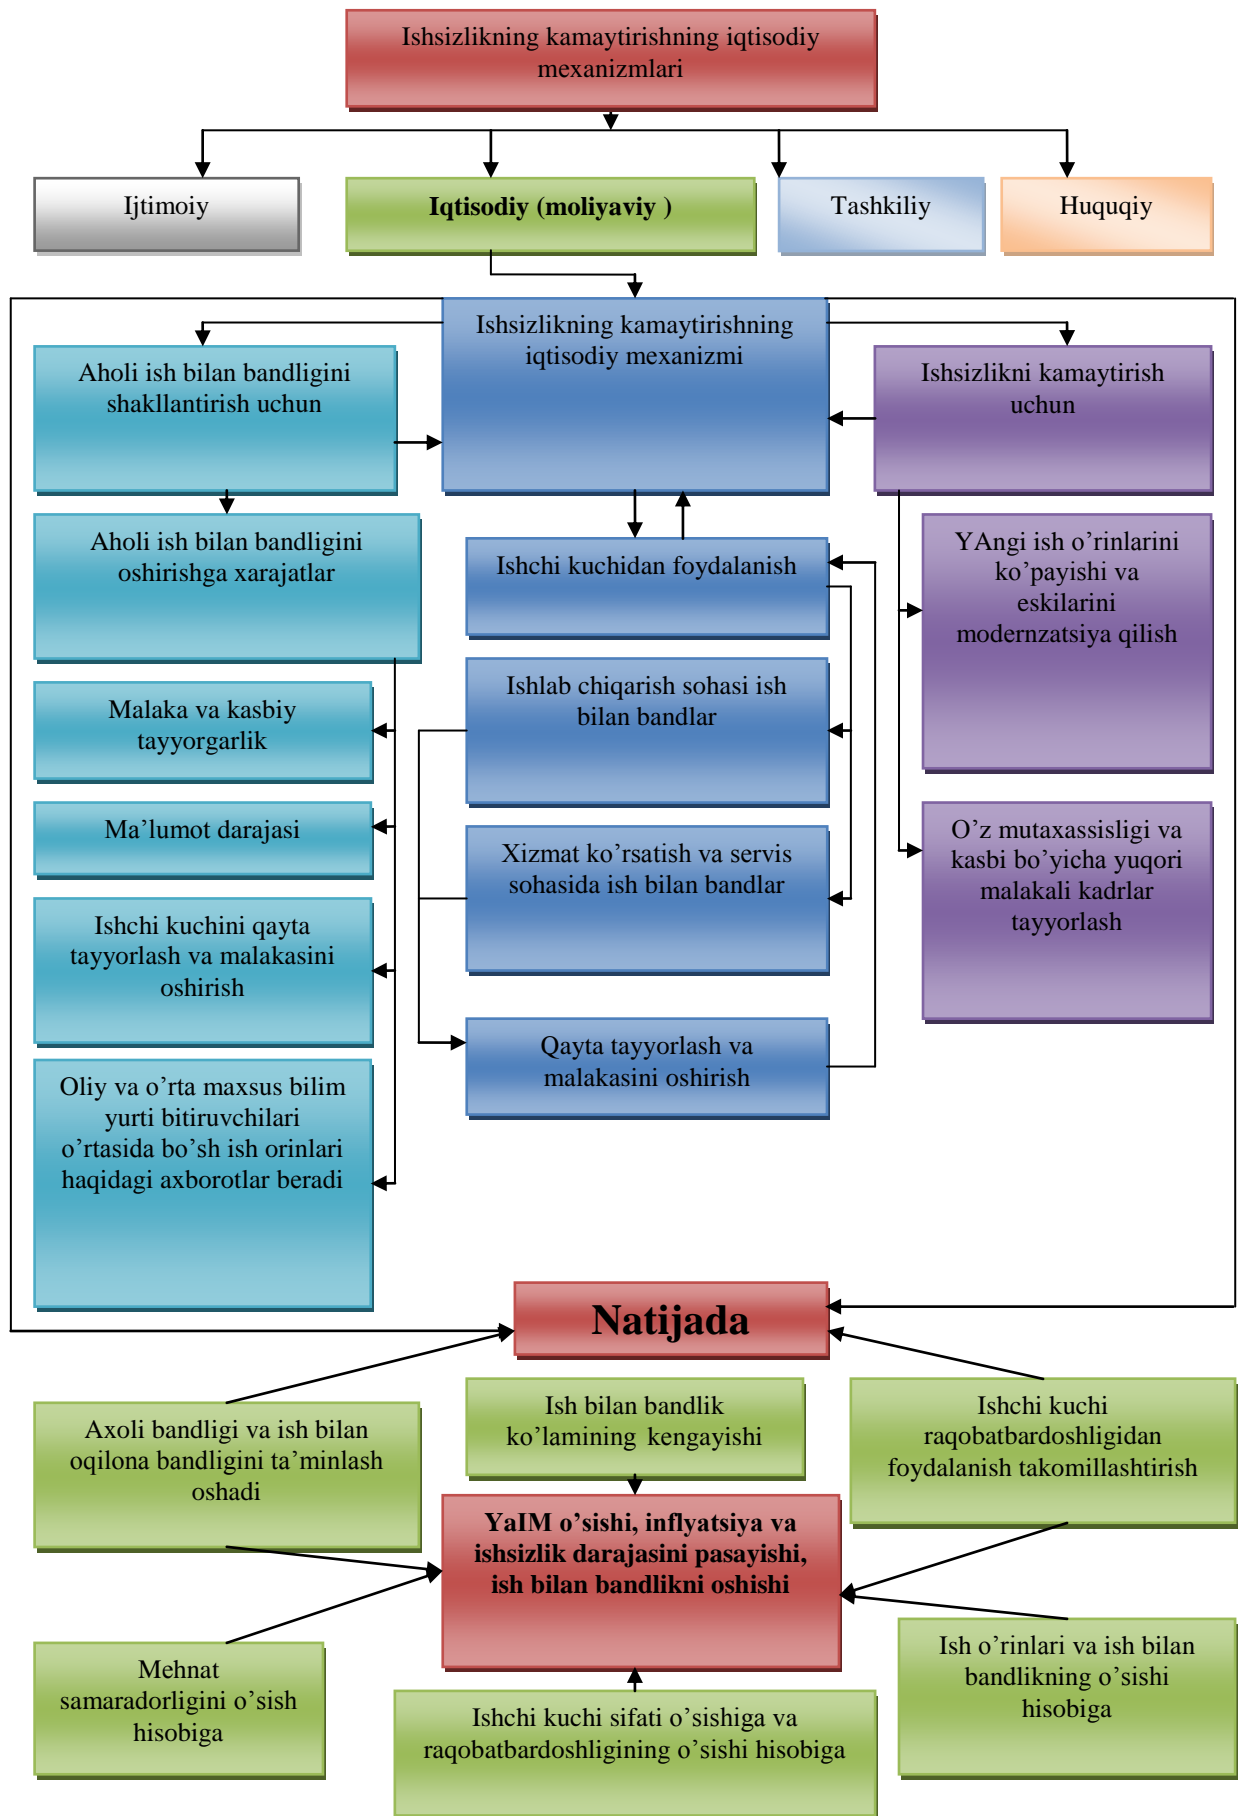 Ishsizlikning kamaytirishning iqtisodiy
mexanizmlari
Ijtimoiy
Iqtisodiy (moliyaviy )
Tashkiliy
Huquqiy
Ishsizlikning kamaytirishning
iqtisodiy mexanizmi
Aholi ish bilan bandligini
shakllantirish uchun
Ishsizlikni kamaytirish
uchun
Aholi ish bilan bandligini
oshirishga xarajatlar
Malaka va kasbiy
tayyorgarlik
Ma’lumot darajasi
Ishchi kuchini qayta
tayyorlash va malakasini
oshirish
Oliy va o’rta maxsus bilim
yurti bitiruvchilari
o’rtasida bo’sh ish orinlari
haqidagi axborotlar beradi
Ishchi kuchidan foydalanish
Ishlab chiqarish sohasi ish
bilan bandlar
Xizmat ko’rsatish va servis
sohasida ish bilan bandlar
Qayta tayyorlash va
malakasini oshirish
YAngi ish o’rinlarini
ko’payishi va
eskilarini
modernzatsiya qilish
O’z mutaxassisligi va
kasbi bo’yicha yuqori
malakali kadrlar
tayyorlash
Natijada
Axoli bandligi va ish bilan
oqilona bandligini ta’minlash
oshadi
Ish bilan bandlik
ko’lamining kengayishi
Ishchi kuchi
raqobatbardoshligidan
foydalanish takomillashtirish
YaIM o’sishi, inflyatsiya va
ishsizlik darajasini pasayishi,
ish bilan bandlikni oshishi
Mehnat
samaradorligini o’sish
hisobiga
Ishchi kuchi sifati o’sishiga va
raqobatbardoshligining o’sishi hisobiga
Ish o’rinlari va ish bilan
bandlikning o’sishi
hisobiga